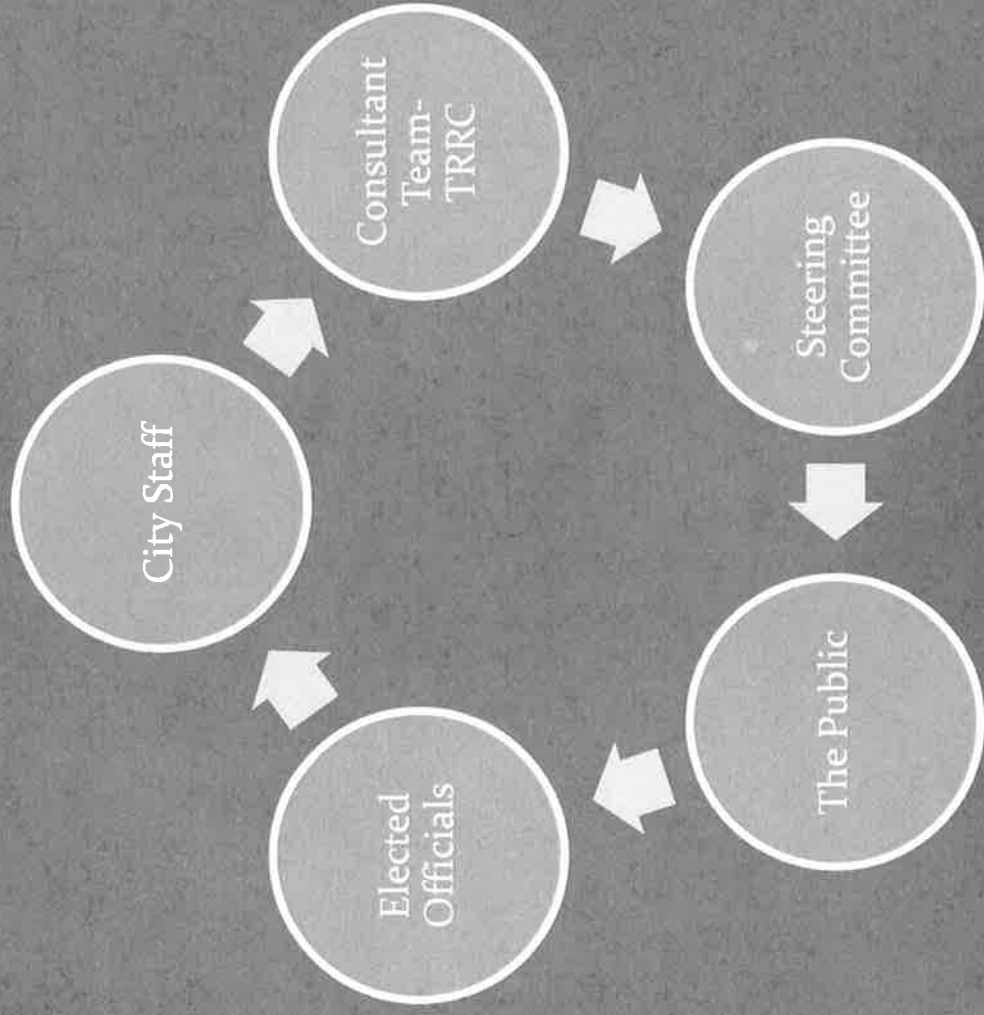 City Staff
Consultant
Team-
TRRC
Steering
Committee
The Public
Elected
Officials